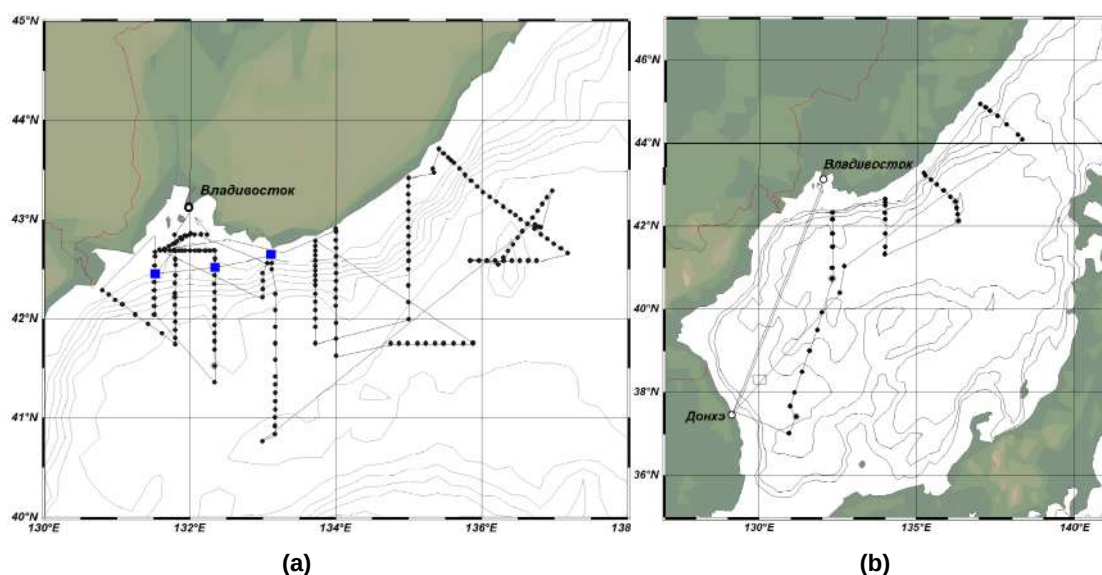 45°N
44°N
43°N
42°N
41°N
40°N
130°E
132°E
134°E
136°E
138
Владивосток
(a)
46°N
44°N
42°N
40°N
38°N
36°N
130°E
135°E
140°E
Владивосток
Донхэ
(b)